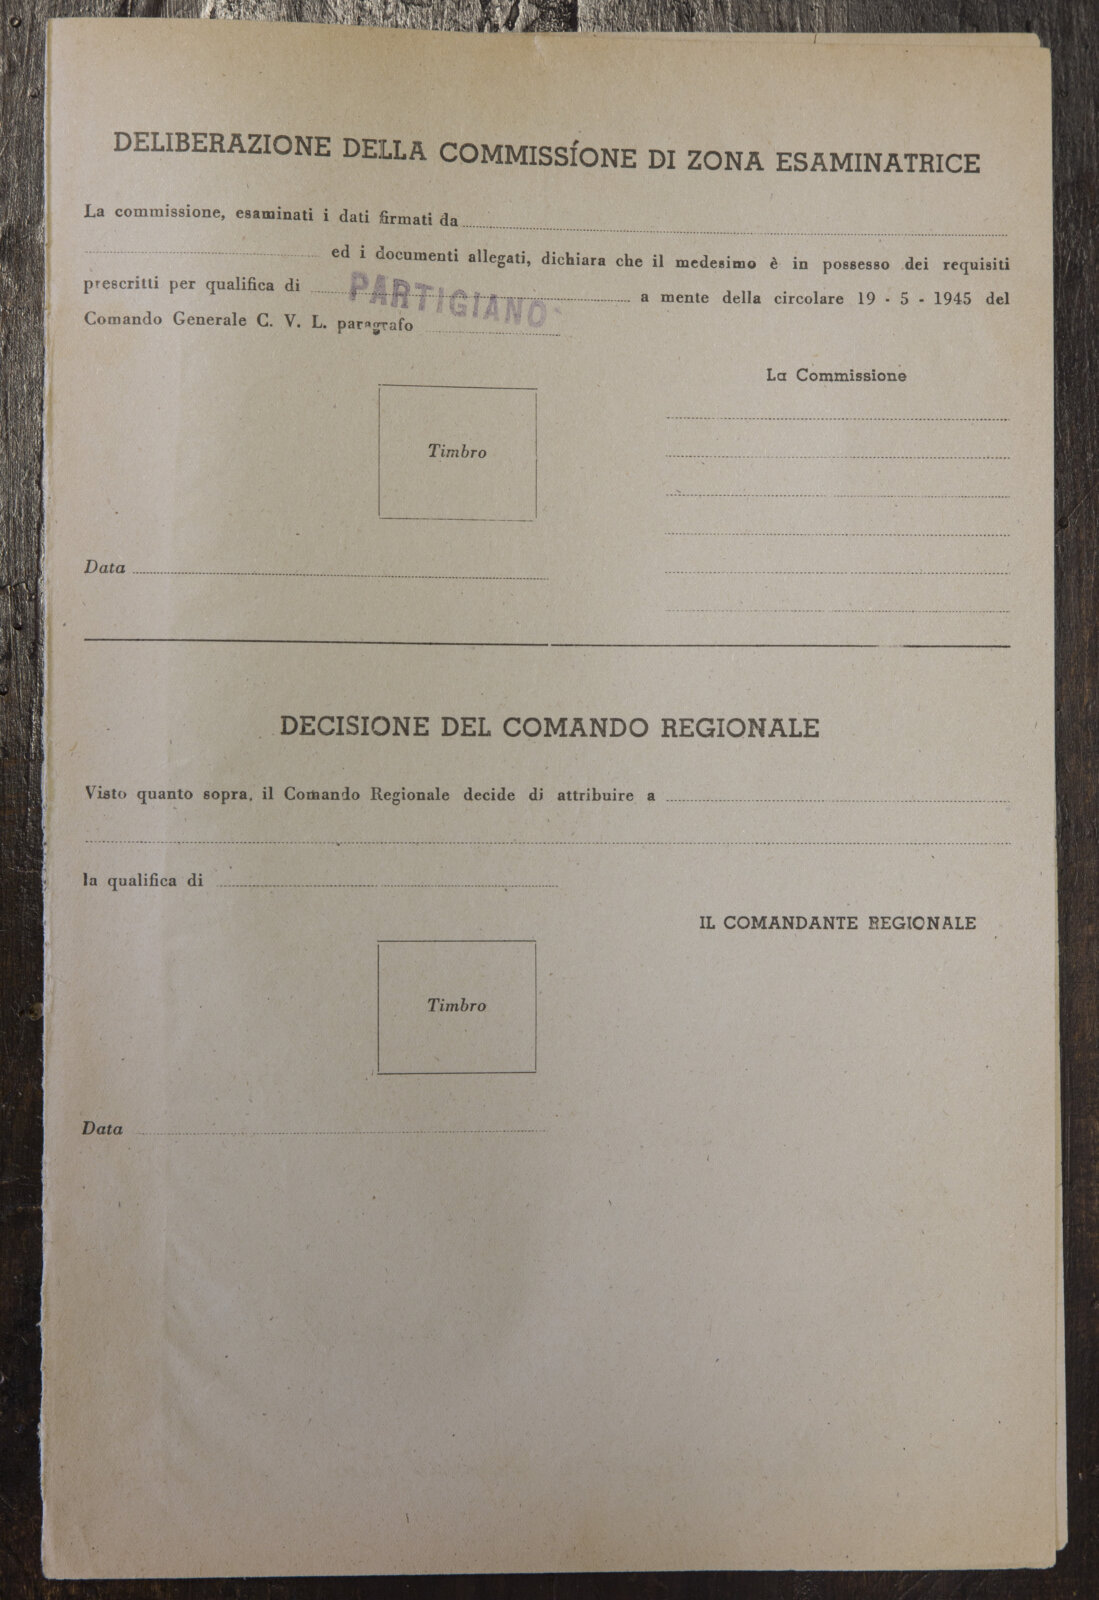 DELIBERAZIONE DELLA COMMISSÍONE DI ZONA ESAMINATRICE
La commissione, esaminati i dati firmati da
ed i documenti allegati, dichiara che il medesimo è in possesso dei requisiti
prescritti per qualifica di PARTIGIANO a mente della circolare 19 - 5 - 1945 del
Comando Generale C. V. L. paragrafo
La Commissione
Timbro
Data
DECISIONE DEL COMANDO REGIONALE
Visto quanto sopra, il Comando Regionale decide di attribuire a
la qualifica di
IL COMANDANTE REGIONALE
Timbro
Data